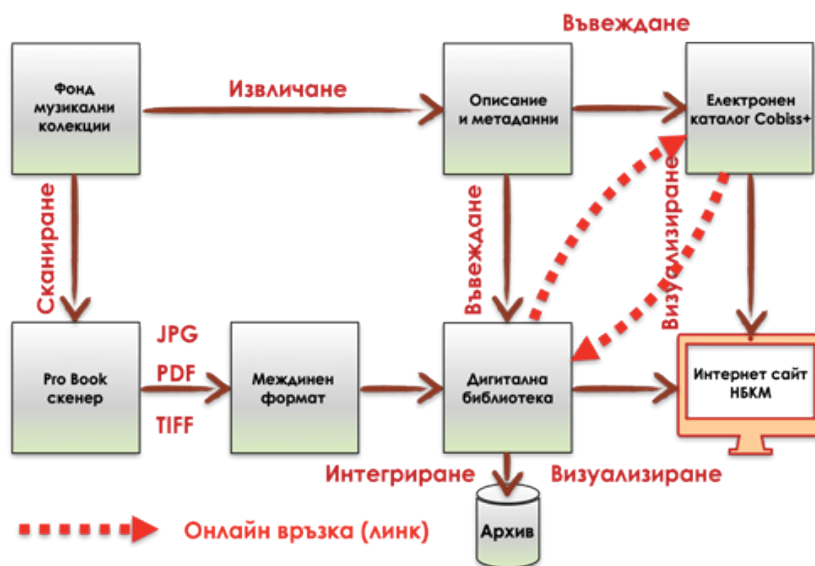 Въвеждане
Фонд
музикални
колекции
Извличане
Описание
и метаданни
Електронен
каталог Cobiss+
Сканиране
Въвеждане
Визуализиране
JPG
PDF
TIFF
Pro Book
скенер
Междинен
формат
Дигитална
библиотека
Интернет сайт
НБКМ
Интегриране
Визуализиране
Онлайн връзка (линк)
Архив